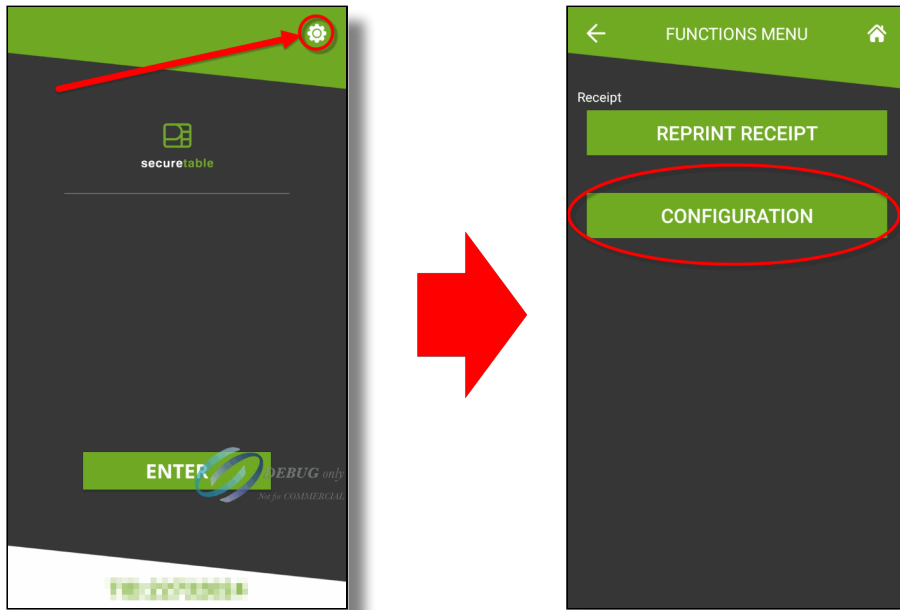 securetable
ENTER
DEBUG only
Not for COMMERCIAL
FUNCTIONS MENU
Receipt
REPRINT RECEIPT
CONFIGURATION